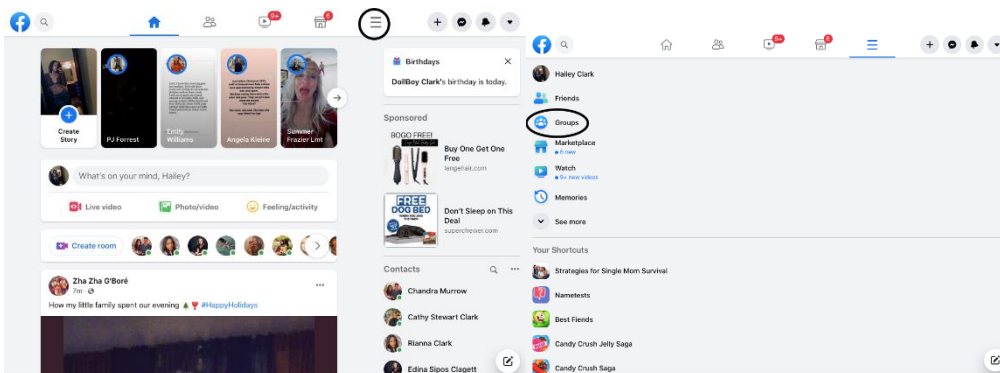 9+
6
Create
Story
PJ Forrest
Emily
Williams
Angela Kleine
Summer
Frazier Lmt
What's on your mind, Hailey?
Live video
Photo/video
Feeling/activity
Create room
Zha Zha G'Boré
7m
How my little family spent our evening 🎄 #HappyHolidays
Birthdays
DollBoy Clark's birthday is today.
Sponsored
BOGO FREE!
Buy One Get One
Free
langehair.com
FREE
DOG BED
Don't Sleep on This
Deal
superchewer.com
Contacts
Chandra Murrow
Cathy Stewart Clark
Rianna Clark
Edina Sipos Clagett
9+
6
Hailey Clark
Friends
Groups
Marketplace
6 new
Watch
9+ new videos
Memories
See more
Your Shortcuts
Strategies for Single Mom Survival
Nametests
Best Fiends
Candy Crush Jelly Saga
Candy Crush Saga